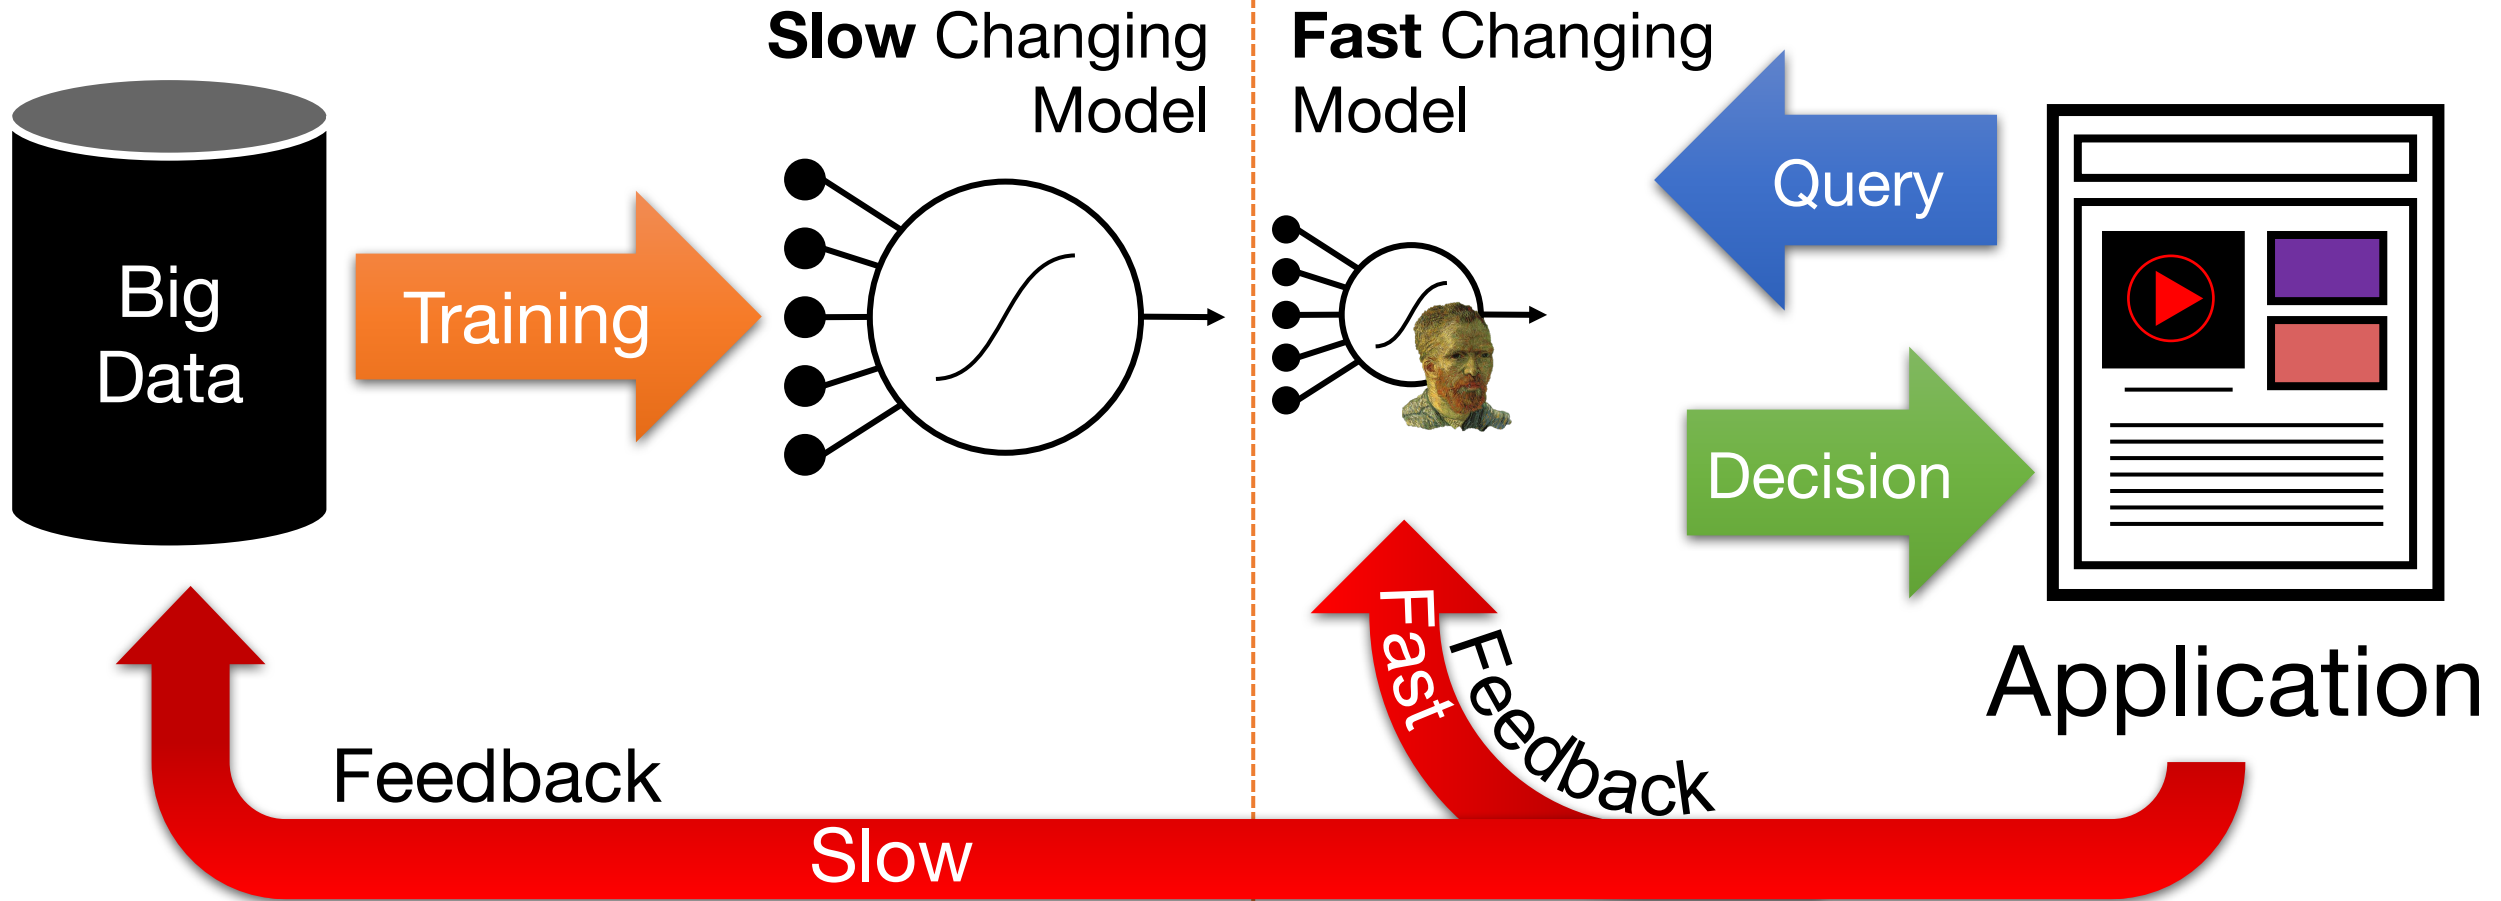 Slow Changing
Model
Fast Changing
Model
Big
Data
Training
Query
Decision
Application
Fast
Feedback
Feedback
Slow